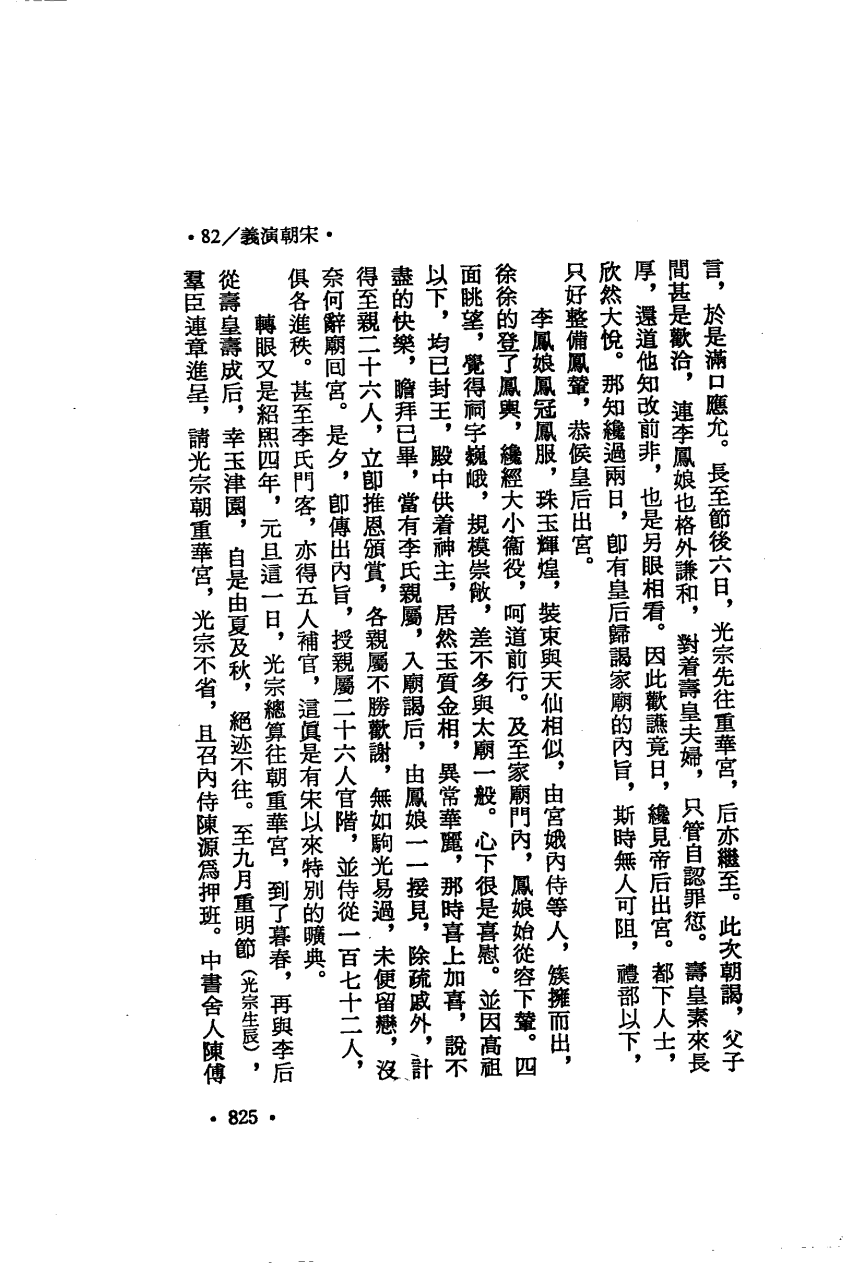 •82／義演朝宋•
言，於是滿口應允。長至節後六日，光宗先往重華宮，后亦繼至。此次朝謁，父子
間甚是歡洽，連李鳳娘也格外謙和，對着壽皇夫婦，只管自認罪愆。壽皇素來長
厚，還道他知改前非，也是另眼相看。因此歡讌竟日，纔見帝后出宮。都下人士，
欣然大悅。那知纔過兩日，卽有皇后歸謁家廟的內旨，斯時無人可阻，禮部以下，
只好整備鳳輦，恭候皇后出宮。
李鳳娘鳳冠鳳服，珠玉輝煌，裝束與天仙相似，由宮娥內侍等人，簇擁而出，
徐徐的登了鳳輿，纔經大小衞役，呵道前行。及至家廟門內，鳳娘始從容下輦。四
面眺望，覺得祠宇巍峨，規模崇敞，差不多與太廟一般。心下很是喜慰。並因高祖
以下，均已封王，殿中供着神主，居然玉質金相，異常華麗，那時喜上加喜，說不
盡的快樂，瞻拜已畢，當有李氏親屬，入廟謁后，由鳳娘一一接見，除疏戚外，計
得至親二十六人，立卽推恩頒賞，各親屬不勝歡謝，無如駒光易過，未便留戀，沒
奈何辭廟回宮。是夕，卽傳出內旨，授親屬二十六人官階，並侍從一百七十二人，
俱各進秩。甚至李氏門客，亦得五人補官，這眞是有宋以來特別的曠典。
轉眼又是紹熙四年，元旦這一日，光宗總算往朝重華宮，到了暮春，再與李后
從壽皇壽成后，幸玉津園，自是由夏及秋，絕迹不往。至九月重明節（光宗生辰），
羣臣連章進呈，請光宗朝重華宮，光宗不省，且召內侍陳源爲押班。中書舍人陳傅
•825•